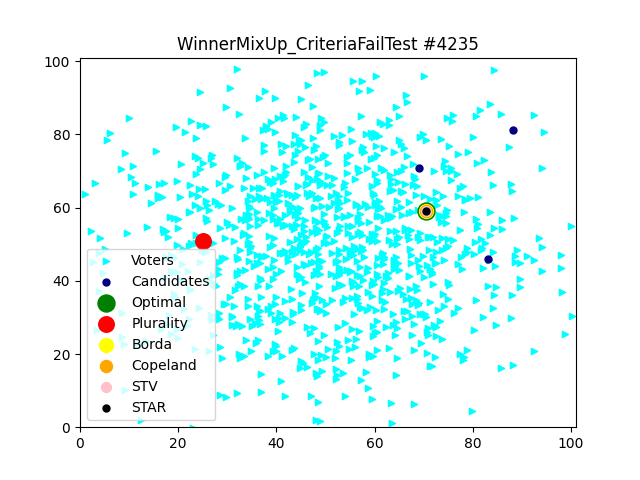 WinnerMixUp_CriteriaFailTest #4235
100
80
60
40
20
0
Voters
Candidates
Optimal
Plurality
Borda
Copeland
STV
STAR
0 20 40 60 80 100